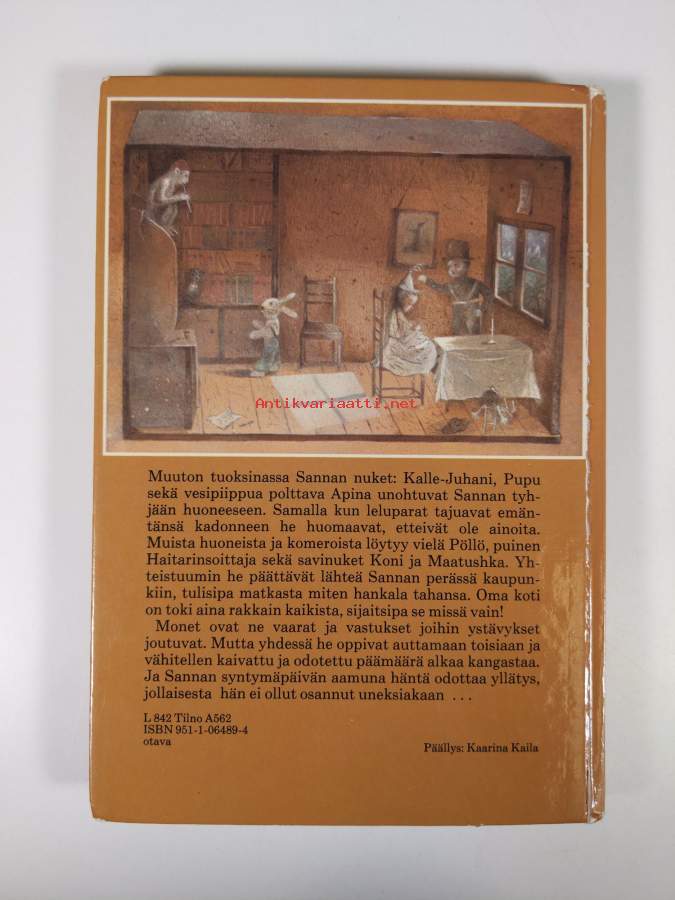 Antikvariaatti.net
Muuton tuoksinassa Sannan nuket: Kalle-Juhani, Pupu
sekä vesipiippua polttava Apina unohtuvat Sannan tyh-
jään huoneeseen. Samalla kun leluparat tajuavat emän-
tänsä kadonneen he huomaavat, etteivät ole ainoita.
Muista huoneista ja komeroista löytyy vielä Pöllö, puinen
Haitarinsoittaja sekä savinuket Koni ja Maatushka. Yh-
teistuumin he päättävät lähteä Sannan perässä kaupun-
kiin, tulisipa matkasta miten hankala tahansa. Oma koti
on toki aina rakkain kaikista, sijaitsipa se missä vain!
Monet ovat ne vaarat ja vastukset joihin ystävykset
joutuvat. Mutta yhdessä he oppivat auttamaan toisiaan ja
vähitellen kaivattu ja odotettu päämäärä alkaa kangastaa.
Ja Sannan syntymäpäivän aamuna häntä odottaa yllätys,
jollaisesta hän ei ollut osannut uneksiakaan ...
L 842 Tilno A562
ISBN 951-1-06489-4
otava
Päällys: Kaarina Kaila